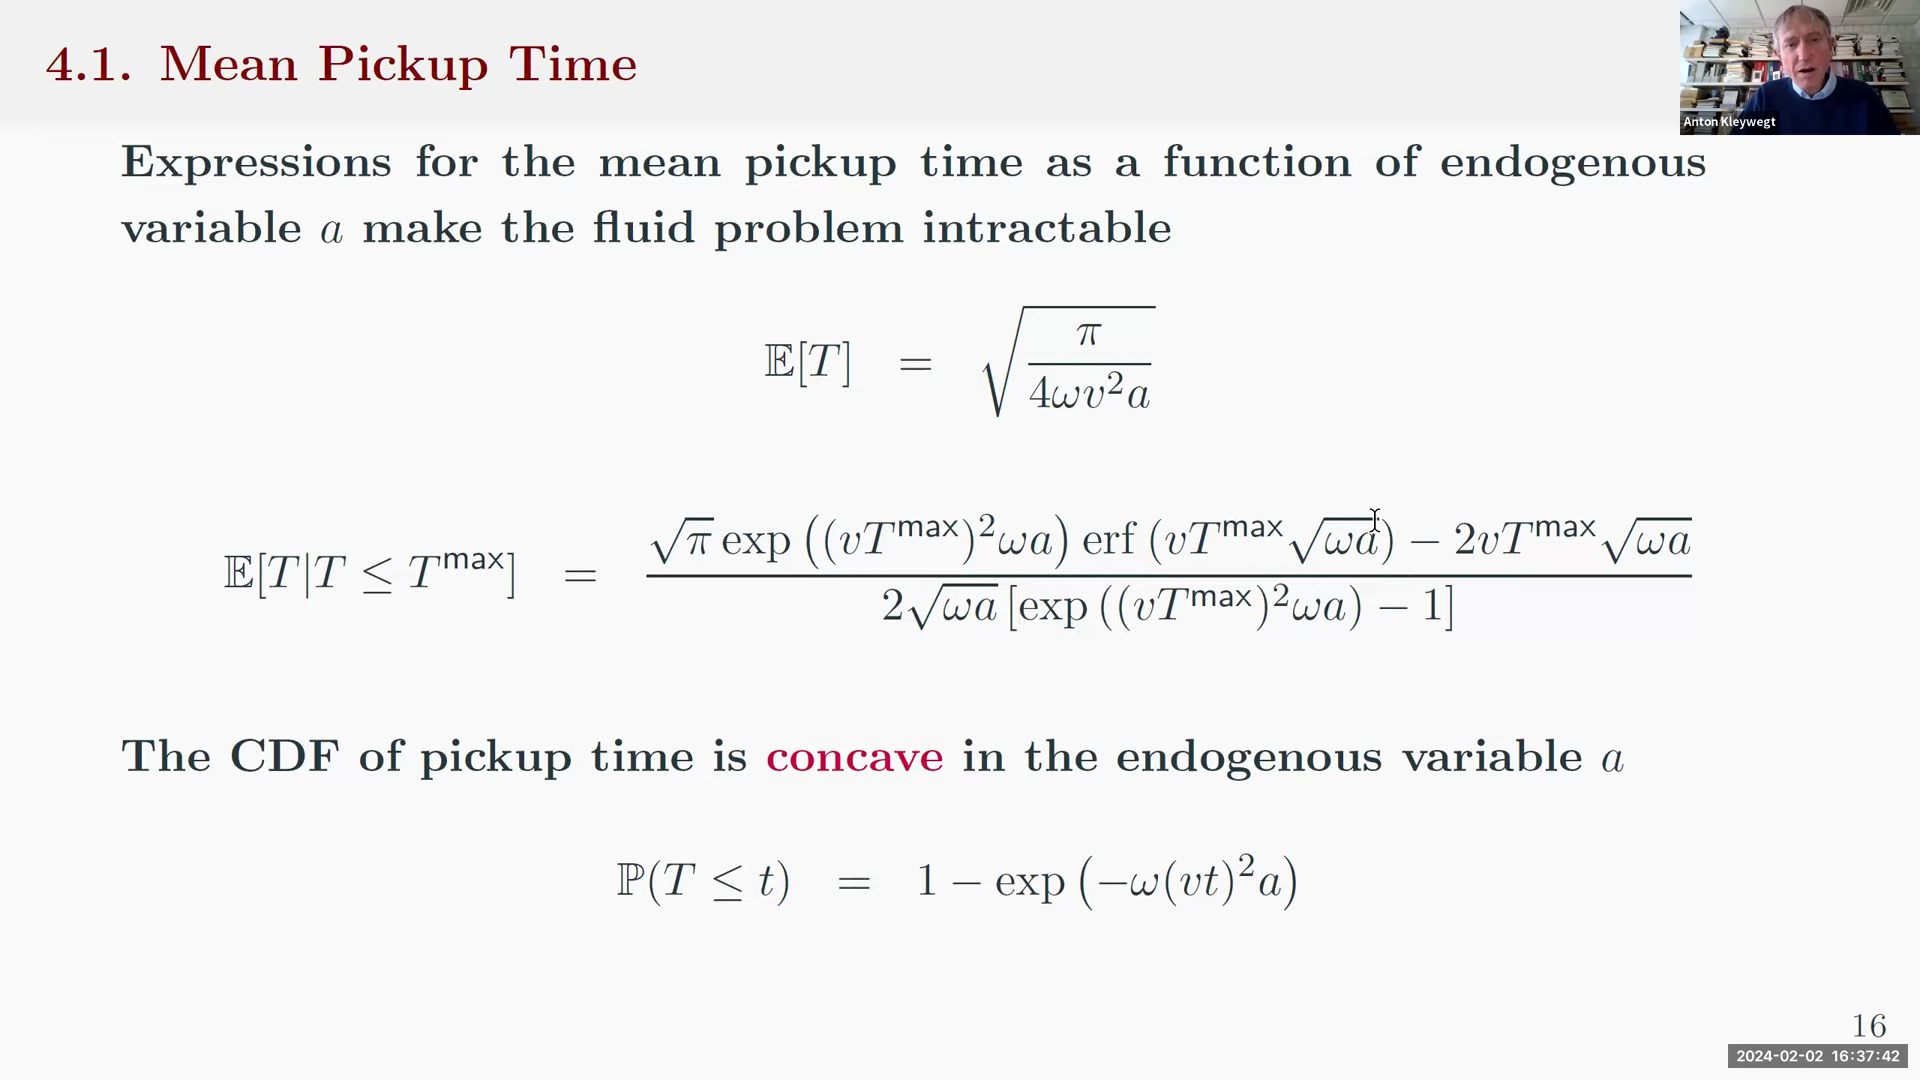 4.1. Mean Pickup Time
Anton Kleywegt
Expressions for the mean pickup time as a function of endogenous
variable a make the fluid problem intractable
𝔼[T] = √(π / (4ωv²a))
𝔼[T|T ≤ T^max] = (√π exp((vT^max)²ωa) erf(vT^max√(ωa)) − 2vT^max√(ωa)) / (2√(ωa) [exp((vT^max)²ωa) − 1])
The CDF of pickup time is concave in the endogenous variable a
ℙ(T ≤ t) = 1 − exp(−ω(vt)²a)
16
2024-02-02 16:37:42